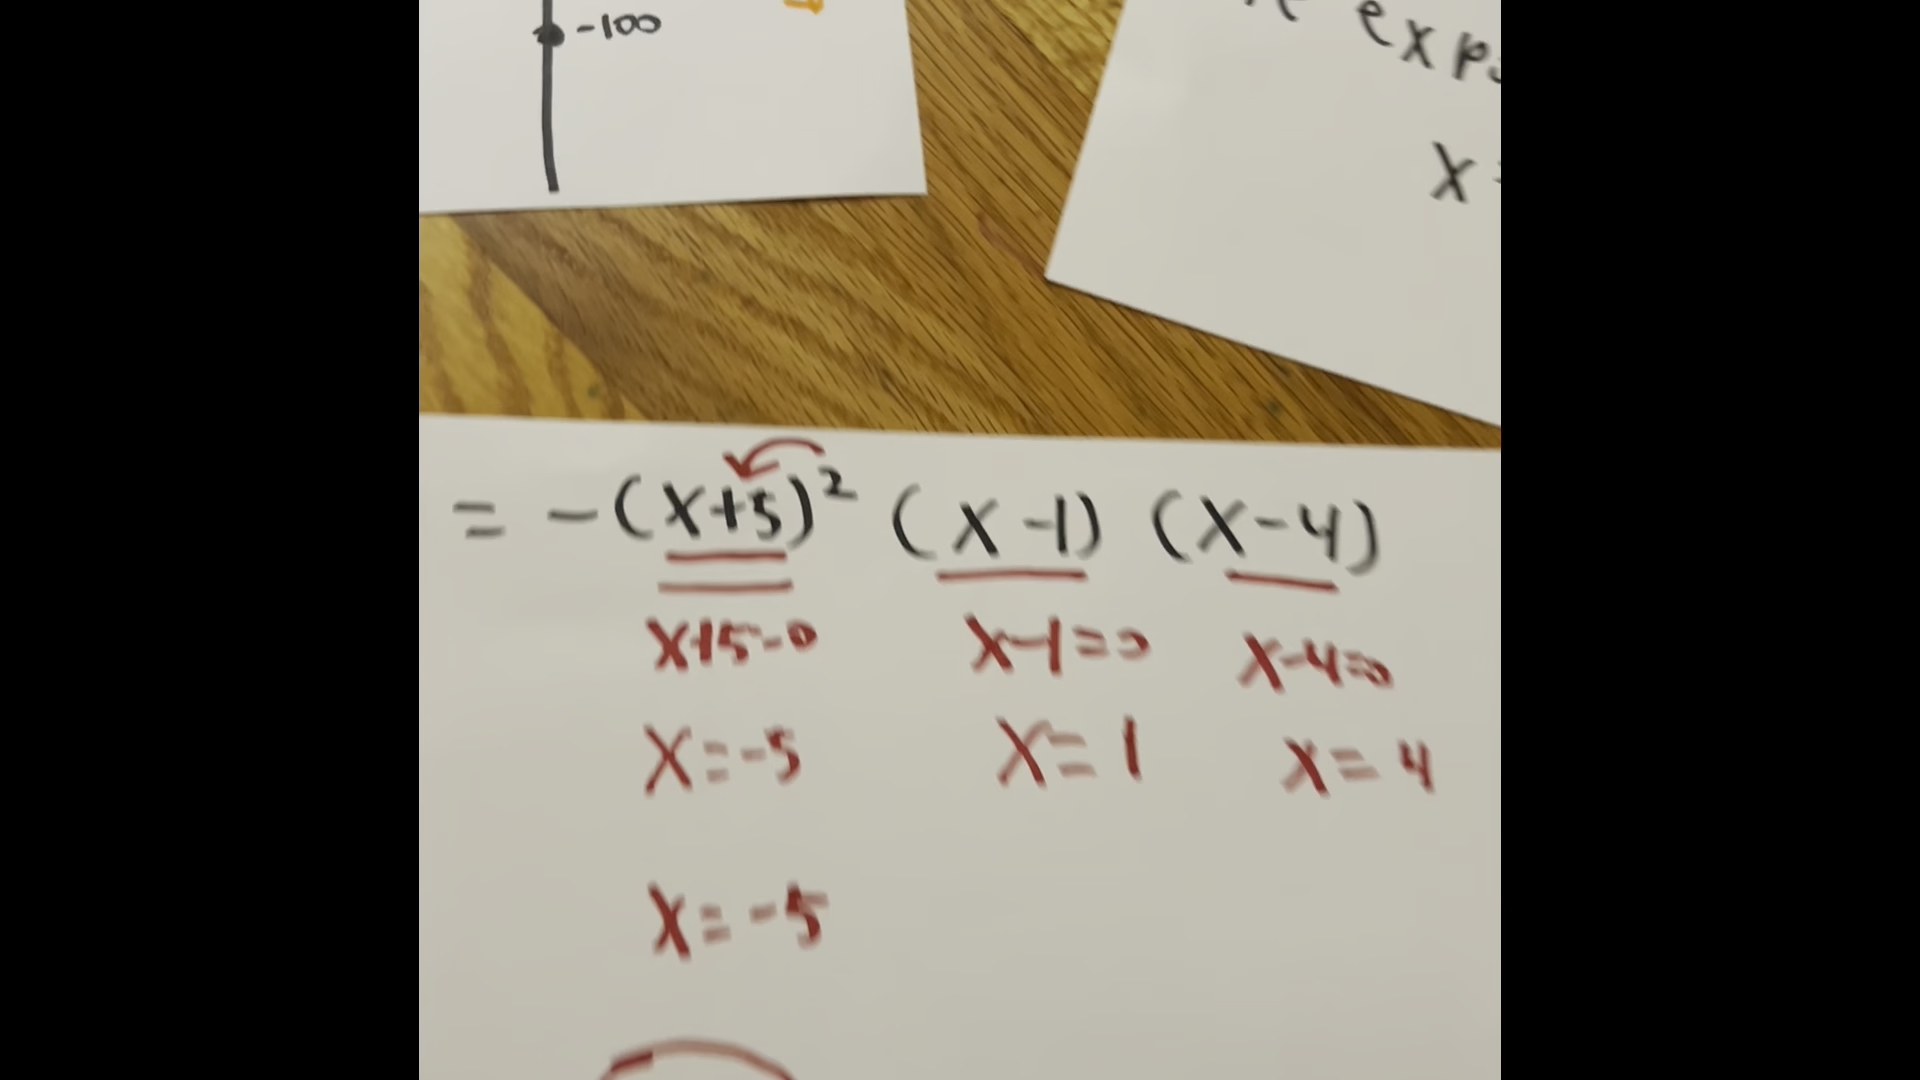 -100
= -(x+5)² (x-1) (x-4)
x+5=0 x-1=0 x-4=0
x=-5 x=1 x=4
x=-5